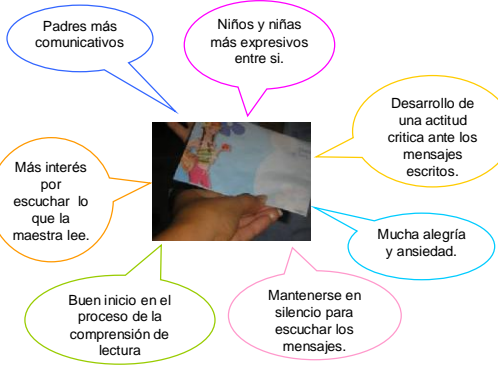 Padres más
comunicativos
Niños y niñas
más expresivos
entre si.
Desarrollo de
una actitud
critica ante los
mensajes
escritos.
Más interés
por
escuchar lo
que la
maestra lee.
Mucha alegría
y ansiedad.
Buen inicio en el
proceso de la
comprensión de
lectura
Mantenerse en
silencio para
escuchar los
mensajes.